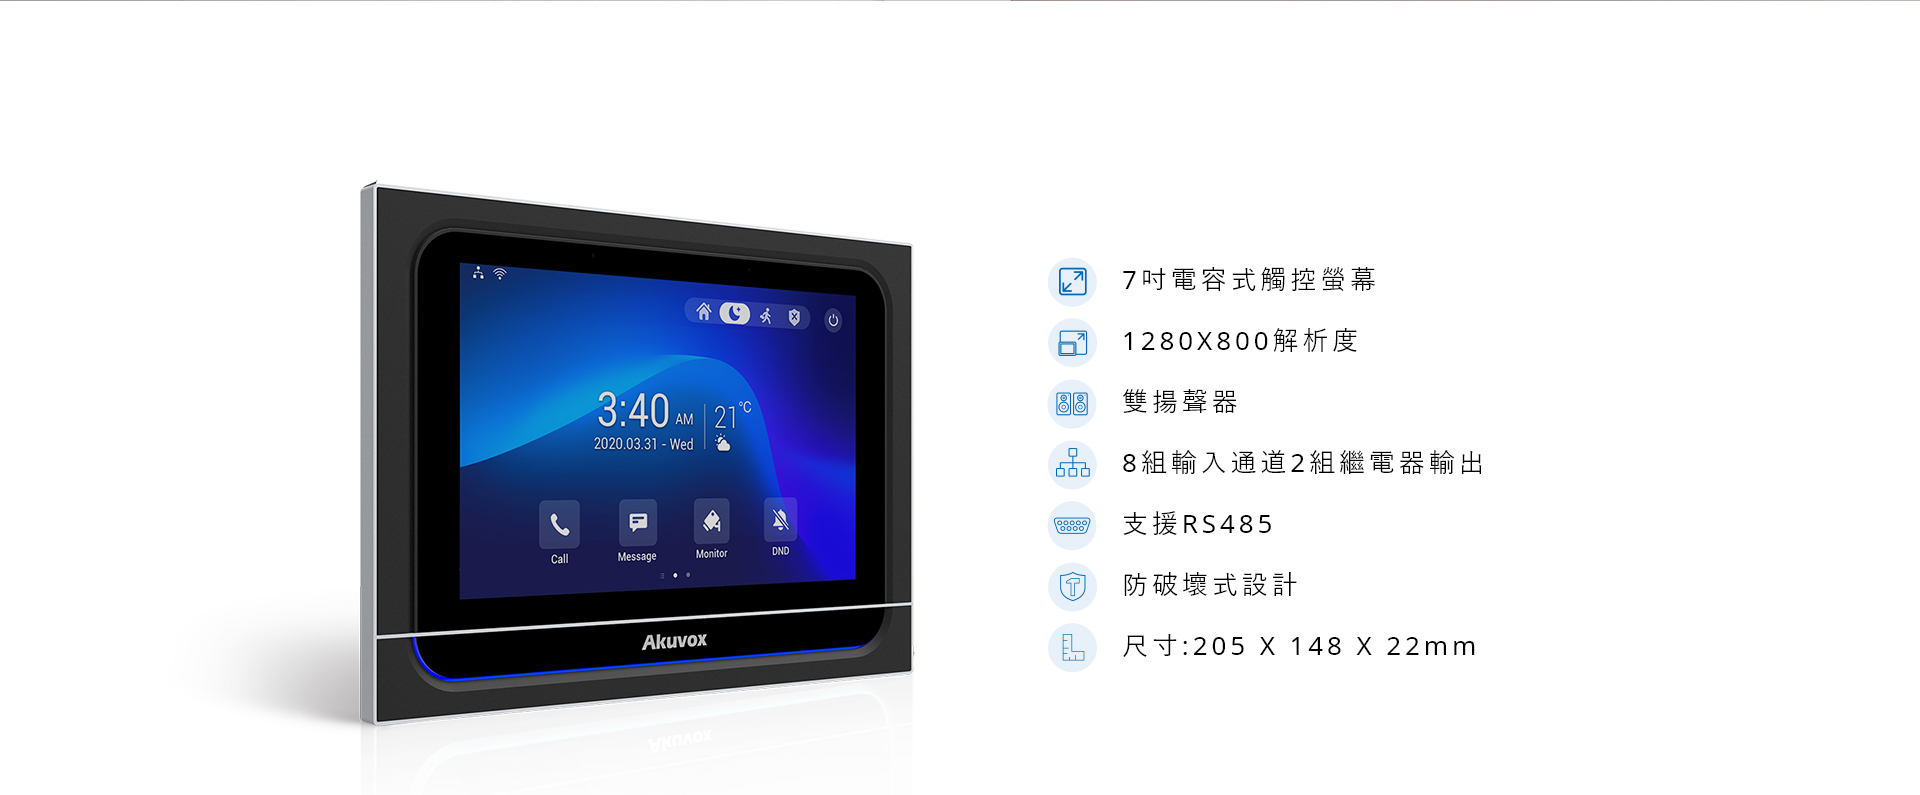 3:40 AM
21°C
2020.03.31 - Wed
Call
Message
Monitor
DND
Akuvox
7吋電容式觸控螢幕
1280X800解析度
雙揚聲器
8組輸入通道2組繼電器輸出
支援RS485
防破壞式設計
尺寸:205 X 148 X 22mm